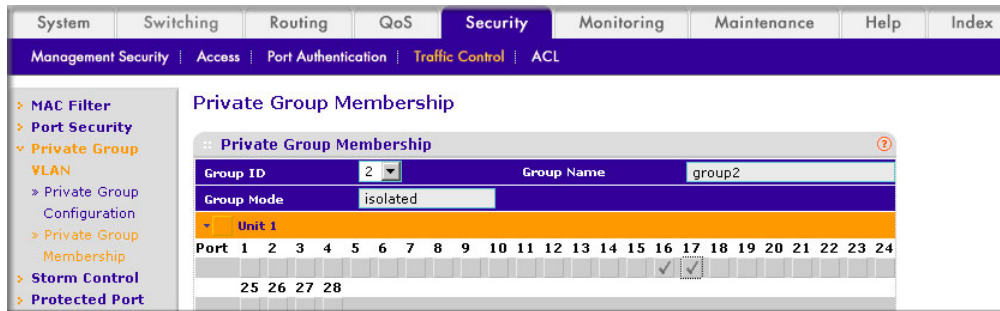 System Switching Routing QoS Security Monitoring Maintenance Help Index
Management Security Access Port Authentication Traffic Control ACL
MAC Filter
Port Security
Private Group
VLAN
Private Group
Configuration
Private Group
Membership
Storm Control
Protected Port
Private Group Membership
Private Group Membership
Group ID 2 Group Name group2
Group Mode isolated
Unit 1
Port 1 2 3 4 5 6 7 8 9 10 11 12 13 14 15 16 17 18 19 20 21 22 23 24
25 26 27 28